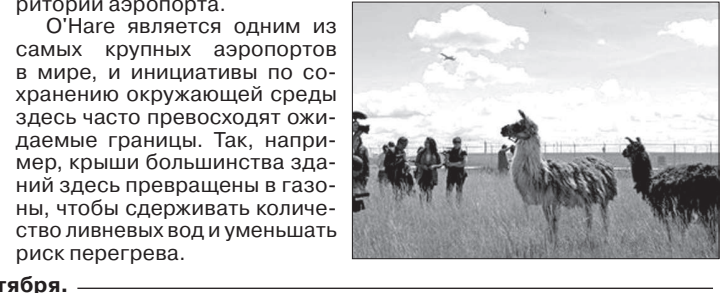 ритории аэропорта.
O'Hare является одним из
самых крупных аэропортов
в мире, и инициативы по со-
хранению окружающей среды
здесь часто превосходят ожи-
даемые границы. Так, напри-
мер, крыши большинства зда-
ний здесь превращены в газо-
ны, чтобы сдерживать количе-
ство ливневых вод и уменьшать
риск перегрева.
тября.